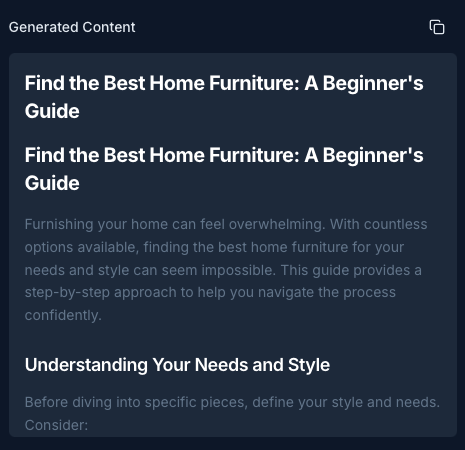 Generated Content
Find the Best Home Furniture: A Beginner's
Guide
Find the Best Home Furniture: A Beginner's
Guide
Furnishing your home can feel overwhelming. With countless
options available, finding the best home furniture for your
needs and style can seem impossible. This guide provides a
step-by-step approach to help you navigate the process
confidently.
Understanding Your Needs and Style
Before diving into specific pieces, define your style and needs.
Consider: